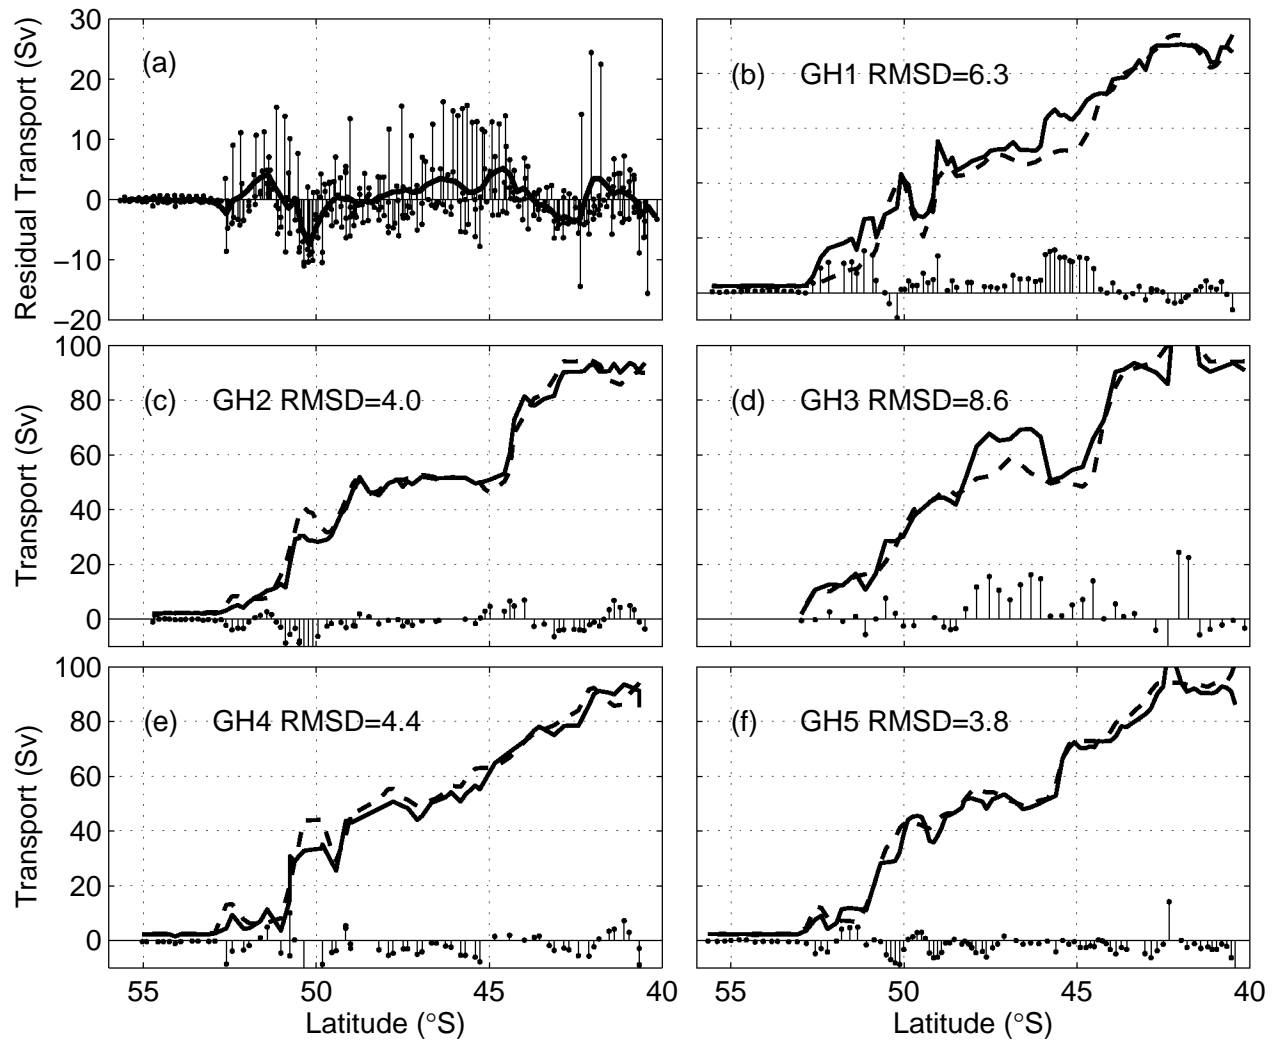 30
20
10
0
−10
−20
Residual Transport (Sv)
(a)
(b) GH1 RMSD=6.3
100
80
60
40
20
0
Transport (Sv)
(c) GH2 RMSD=4.0
(d) GH3 RMSD=8.6
100
80
60
40
20
0
Transport (Sv)
(e) GH4 RMSD=4.4
(f) GH5 RMSD=3.8
55 50 45 40
Latitude (°S)
55 50 45 40
Latitude (°S)